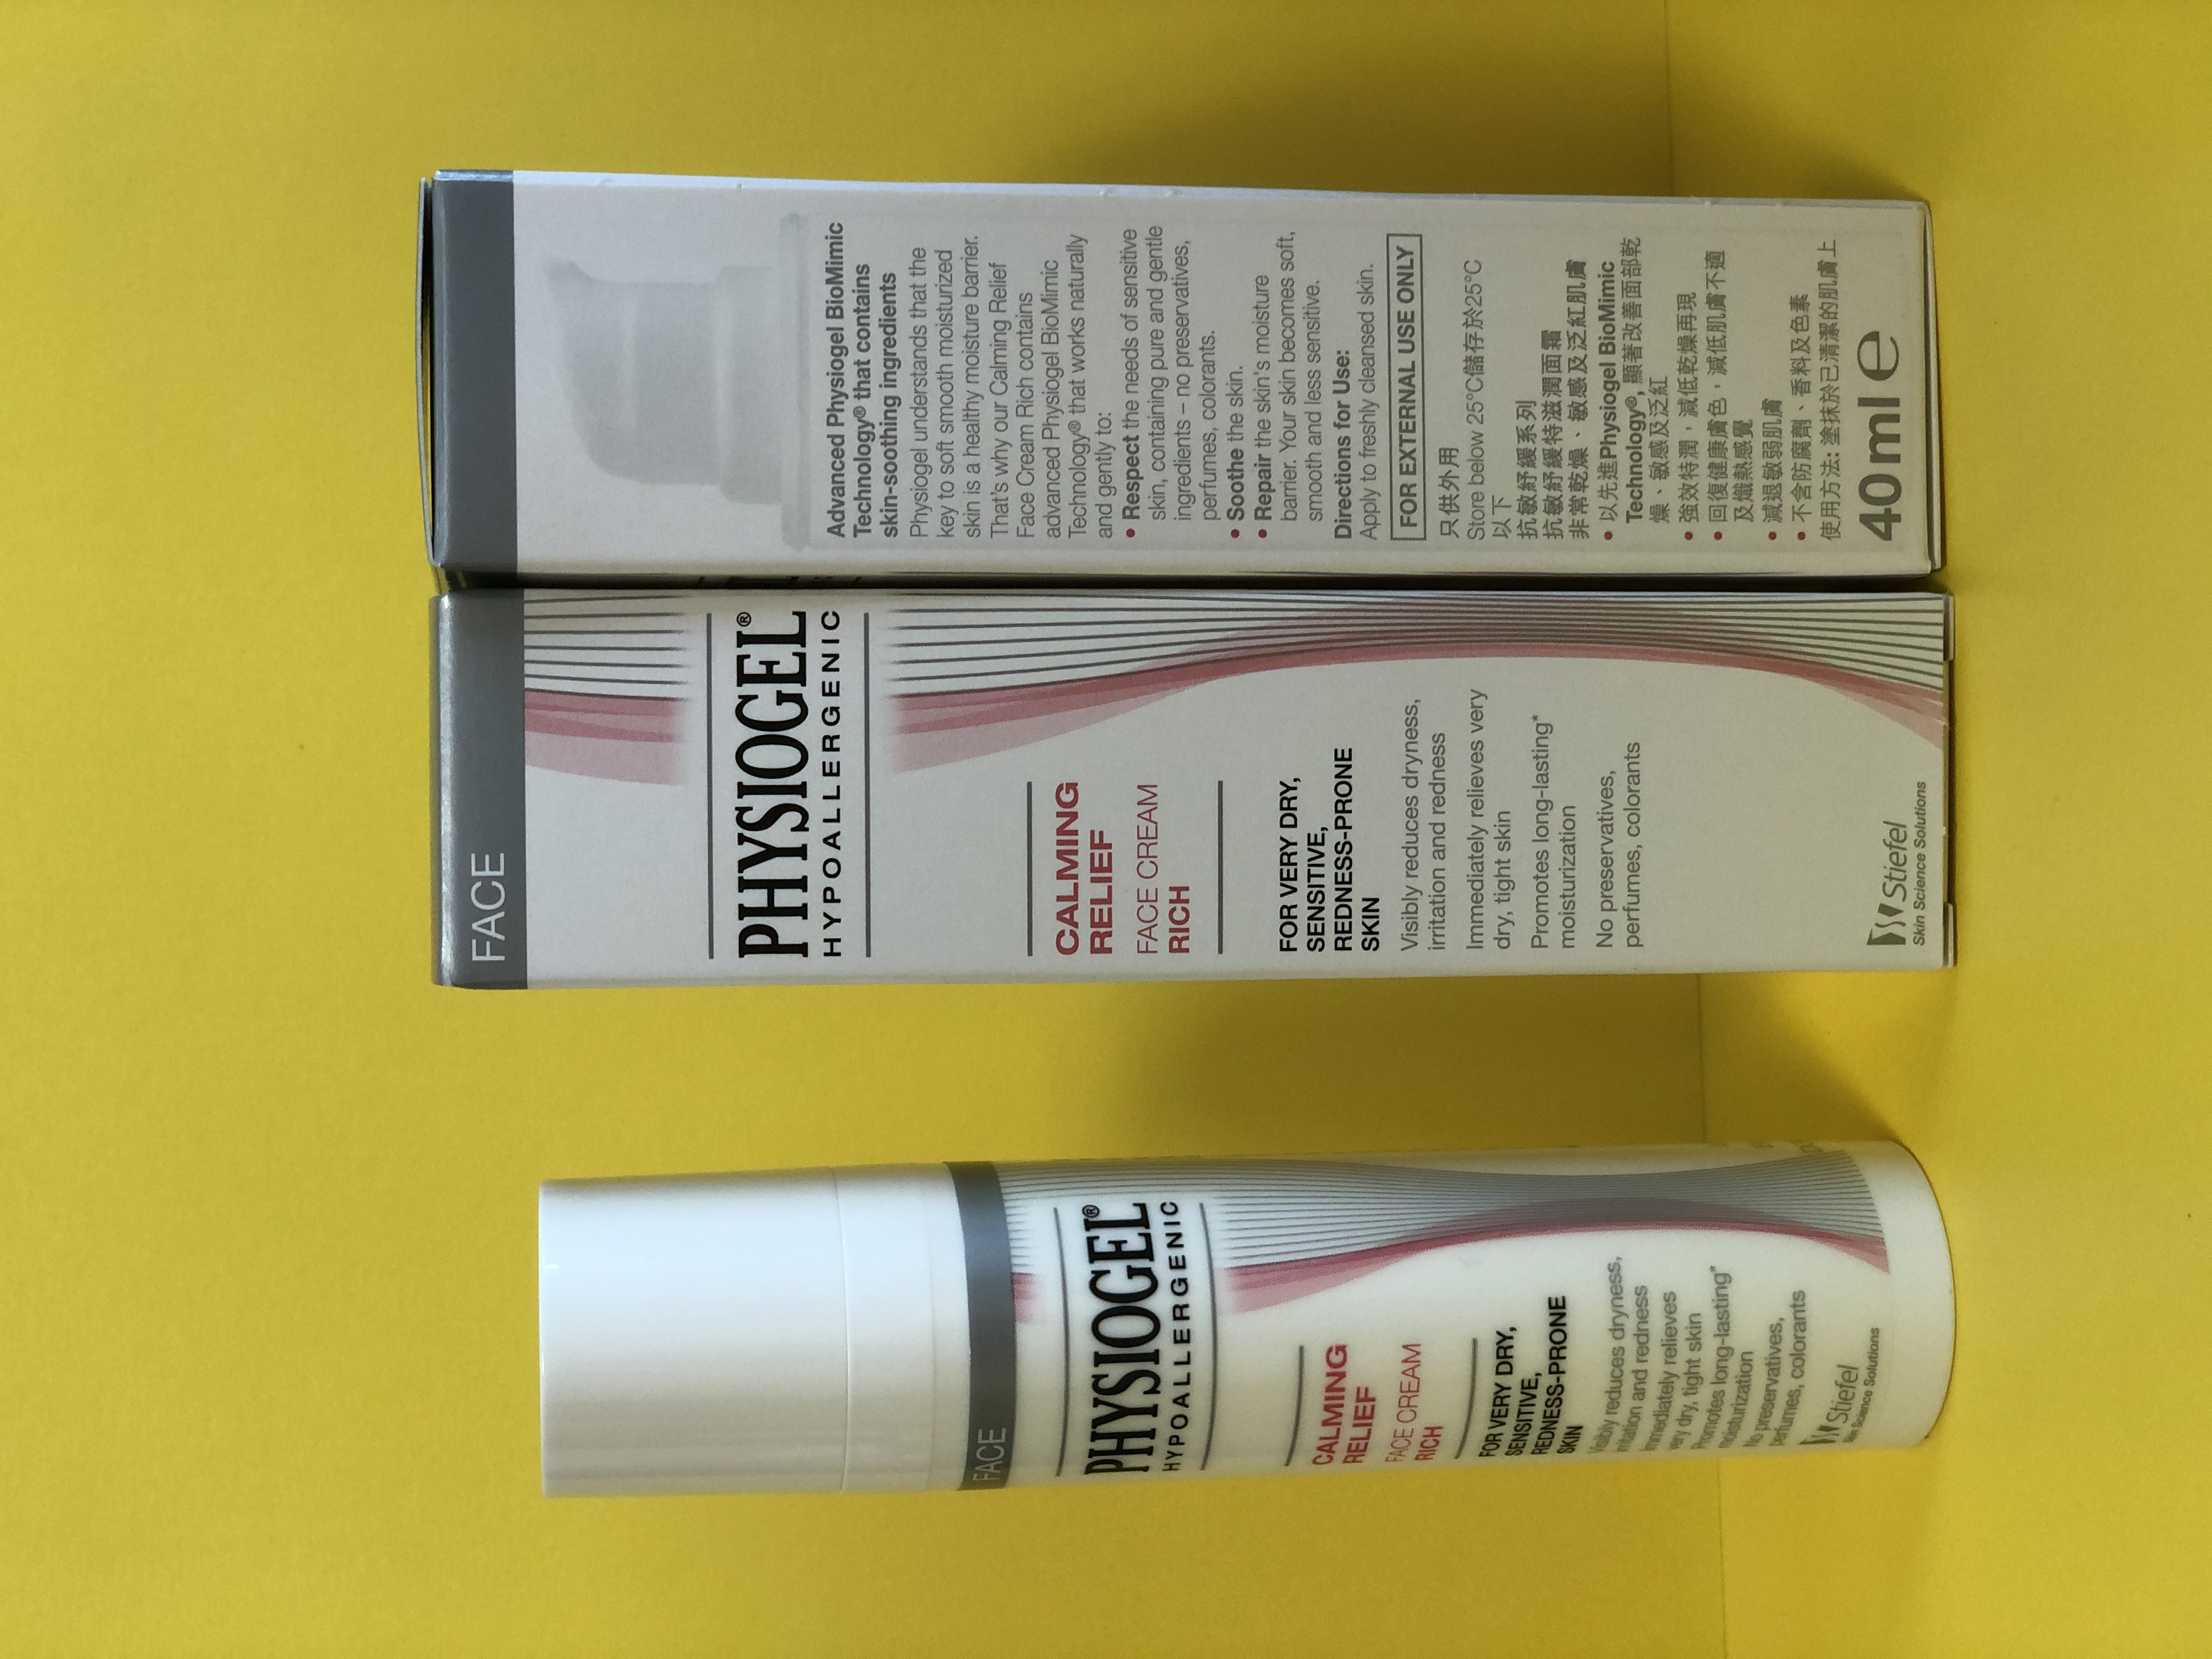 FACE
PHYSIOGEL®
HYPOALLERGENIC
CALMING
RELIEF
FACE CREAM
RICH
FOR VERY DRY,
SENSITIVE,
REDNESS-PRONE
SKIN
Visibly reduces dryness,
irritation and redness
Immediately relieves
very dry, tight skin
Promotes long-lasting*
moisturization
No preservatives,
perfumes, colorants
Stiefel
Skin Science Solutions
FACE
PHYSIOGEL®
HYPOALLERGENIC
CALMING
RELIEF
FACE CREAM
RICH
FOR VERY DRY,
SENSITIVE,
REDNESS-PRONE
SKIN
Visibly reduces dryness,
irritation and redness
Immediately relieves very
dry, tight skin
Promotes long-lasting*
moisturization
No preservatives,
perfumes, colorants
Stiefel
Skin Science Solutions
Advanced Physiogel BioMimic
Technology® that contains
skin-soothing ingredients
Physiogel understands that the
key to soft smooth moisturized
skin is a healthy moisture barrier.
That's why our Calming Relief
Face Cream Rich contains
advanced Physiogel BioMimic
Technology® that works naturally
and gently to:
• Respect the needs of sensitive
skin, containing pure and gentle
ingredients – no preservatives,
perfumes, colorants.
• Soothe the skin.
• Repair the skin's moisture
barrier. Your skin becomes soft,
smooth and less sensitive.
Directions for Use:
Apply to freshly cleansed skin.
FOR EXTERNAL USE ONLY
只供外用
Store below 25°C儲存於25°C
以下
抗敏紓緩系列
抗敏紓緩特滋潤面霜
非常乾燥、敏感及泛紅肌膚
• 以先進Physiogel BioMimic
Technology®, 顯著改善面部乾
燥、敏感及泛紅
• 強效特潤，減低乾燥再現
• 回復健康膚色，減低肌膚不適
及熾熱感覺
• 減退敏弱肌膚
• 不含防腐劑、香料及色素
使用方法: 塗抹於已清潔的肌膚上
40 ml ℮